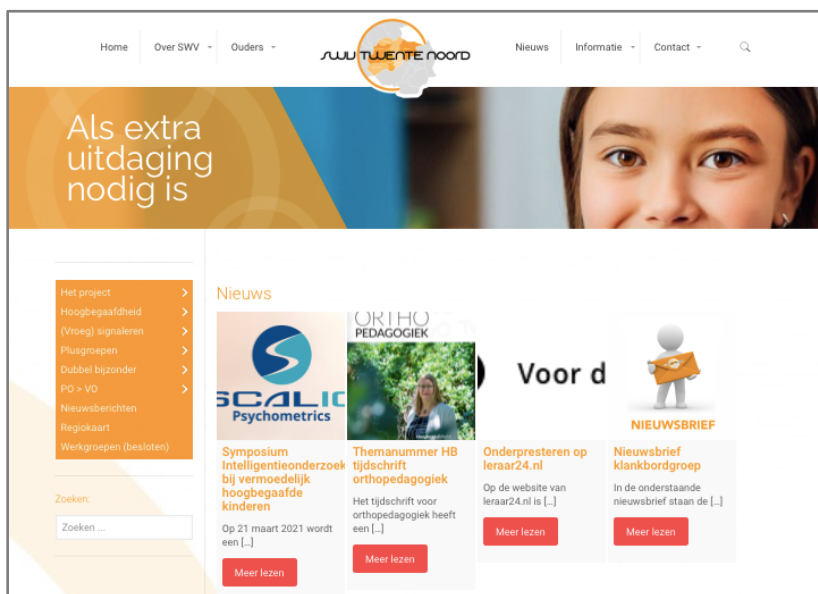 Home
Over SWV
Ouders
SWV TWENTE NOORD
Nieuws
Informatie
Contact
Als extra
uitdaging
nodig is
Het project
Hoogbegaafdheid
(Vroeg) signaleren
Plusgroepen
Dubbel bijzonder
PO > VO
Nieuwsberichten
Regiokaart
Werkgroepen (besloten)
Zoeken:
Zoeken ...
Nieuws
SCALIQ
Psychometrics
Symposium
Intelligentieonderzoek
bij vermoedelijk
hoogbegaafde
kinderen
Op 21 maart 2021 wordt
een [...]
Meer lezen
ORTHO
PEDAGOGIEK
Themanummer HB
tijdschrift
orthopedagogiek
Het tijdschrift voor
orthopedagogiek heeft
een [...]
Meer lezen
Voor d
Onderpresteren op
leraar24.nl
Op de website van
leraar24.nl is [...]
Meer lezen
NIEUWSBRIEF
Nieuwsbrief
klankbordgroep
In de onderstaande
nieuwsbrief staan de [...]
Meer lezen